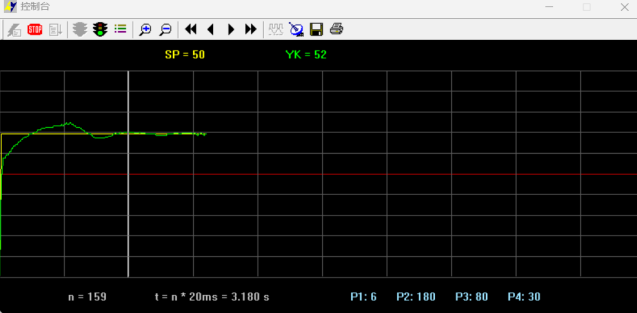 控制台
STOP
SP = 50 YK = 52
n = 159 t = n * 20ms = 3.180 s P1: 6 P2: 180 P3: 80 P4: 30